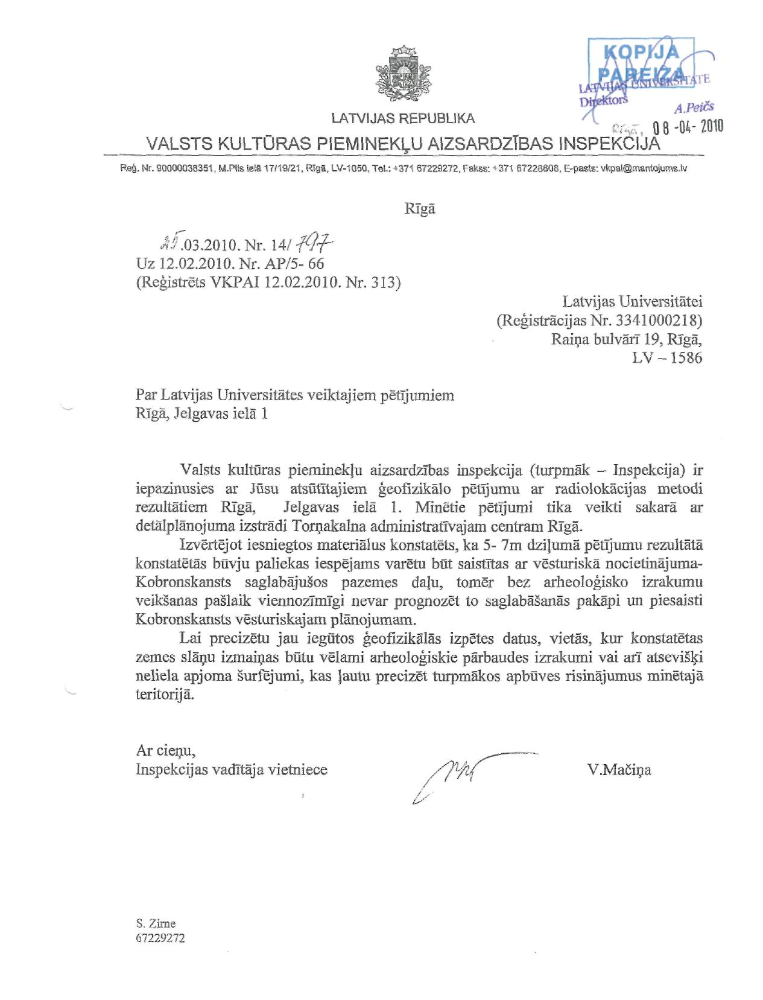 KOPIJA
PAREIZA
LATVIJAS UNIVERSITĀTE
Direktors
A.Peičs
Rīgā, 08 -04- 2010
LATVIJAS REPUBLIKA
VALSTS KULTŪRAS PIEMINEKĻU AIZSARDZĪBAS INSPEKCIJA
Reģ. Nr. 90000038351, M.Pils ielā 17/19/21, Rīgā, LV-1050, Tel.: +371 67229272, Fakss: +371 67228808, E-pasts: vkpai@mantojums.lv
Rīgā
25.03.2010. Nr. 14/ 797
Uz 12.02.2010. Nr. AP/5- 66
(Reģistrēts VKPAI 12.02.2010. Nr. 313)
Latvijas Universitātei
(Reģistrācijas Nr. 3341000218)
Raiņa bulvārī 19, Rīgā,
LV – 1586
Par Latvijas Universitātes veiktajiem pētījumiem
Rīgā, Jelgavas ielā 1
Valsts kultūras pieminekļu aizsardzības inspekcija (turpmāk – Inspekcija) ir
iepazinusies ar Jūsu atsūtītajiem ģeofizikālo pētījumu ar radiolokācijas metodi
rezultātiem Rīgā, Jelgavas ielā 1. Minētie pētījumi tika veikti sakarā ar
detālplānojuma izstrādi Torņakalna administratīvajam centram Rīgā.
Izvērtējot iesniegtos materiālus konstatēts, ka 5- 7m dziļumā pētījumu rezultātā
konstatētās būvju paliekas iespējams varētu būt saistītas ar vēsturiskā nocietinājuma-
Kobronskansts saglabājušos pazemes daļu, tomēr bez arheoloģisko izrakumu
veikšanas pašlaik viennozīmīgi nevar prognozēt to saglabāšanās pakāpi un piesaisti
Kobronskansts vēsturiskajam plānojumam.
Lai precizētu jau iegūtos ģeofizikālās izpētes datus, vietās, kur konstatētas
zemes slāņu izmaiņas būtu vēlami arheoloģiskie pārbaudes izrakumi vai arī atsevišķi
neliela apjoma šurfējumi, kas ļautu precizēt turpmākos apbūves risinājumus minētajā
teritorijā.
Ar cieņu,
Inspekcijas vadītāja vietniece V.Mačiņa
S. Zirne
67229272